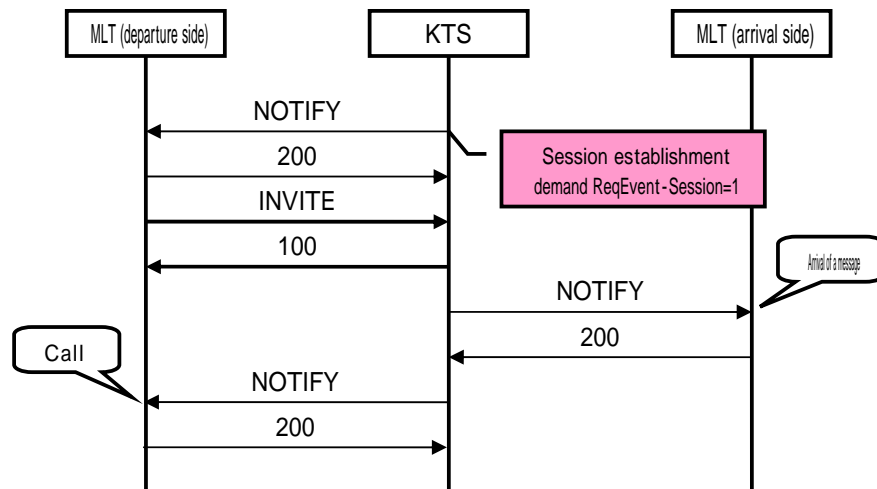 MLT (departure side)
KTS
MLT (arrival side)
NOTIFY
200
Session establishment
demand ReqEvent-Session=1
INVITE
100
Arrival of a message
NOTIFY
200
Call
NOTIFY
200